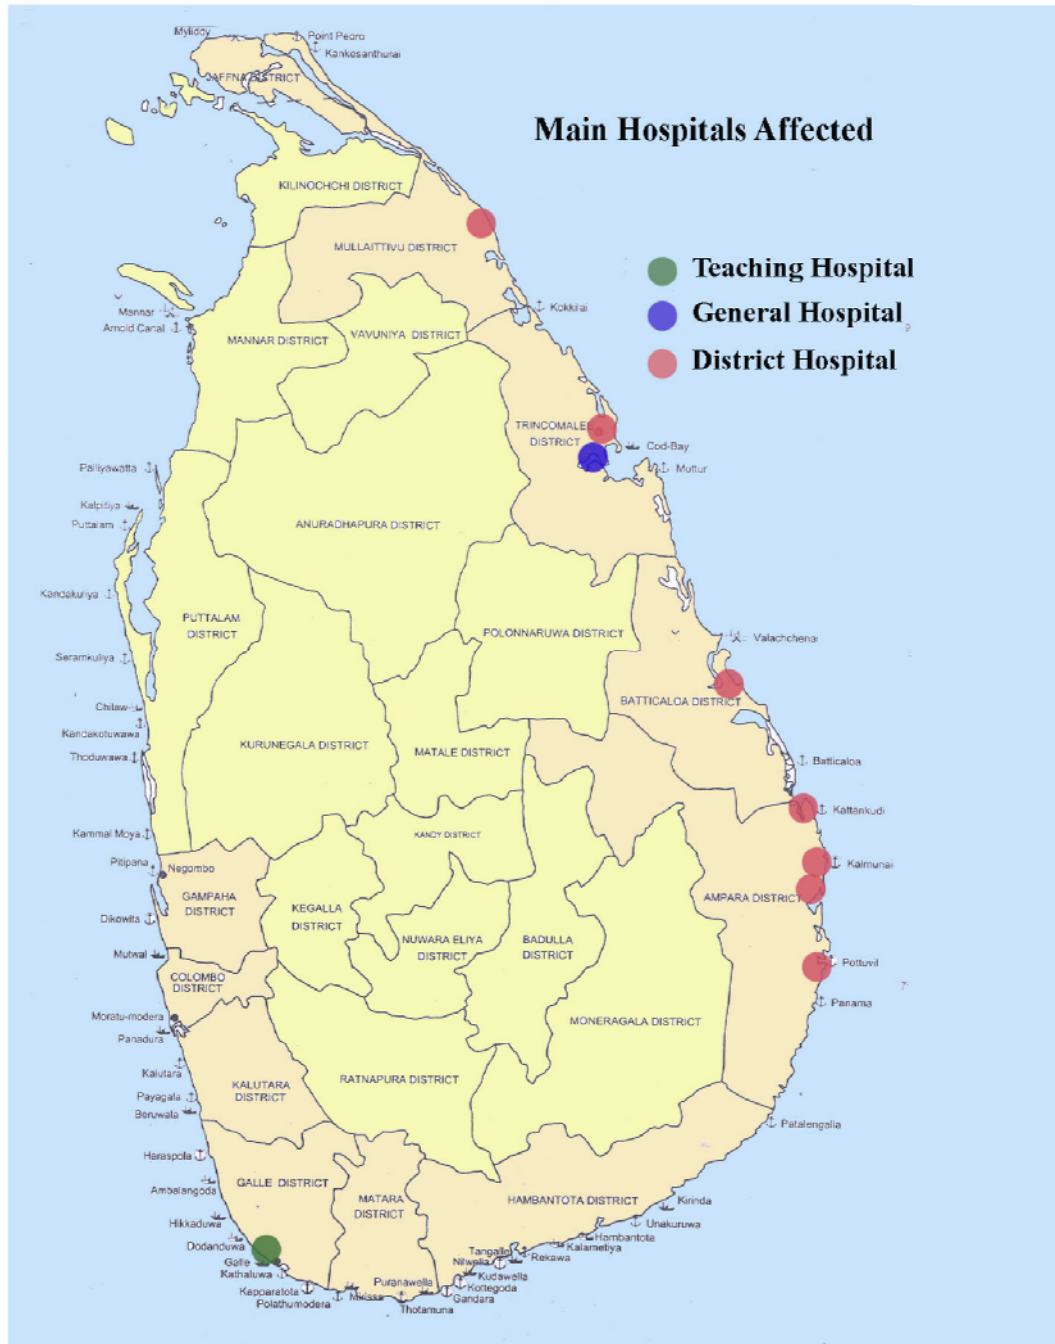 Myliddy
Point Pedro
Kankesanthurai
JAFFNA DISTRICT
Main Hospitals Affected
KILINOCHCHI DISTRICT
MULLAITTIVU DISTRICT
Teaching Hospital
General Hospital
District Hospital
Mannar
Arnold Canal
Kokkilai
MANNAR DISTRICT
VAVUNIYA DISTRICT
TRINCOMALEE
DISTRICT
Cod-Bay
Muttur
Palliyawatta
Kalpitiya
Puttalam
ANURADHAPURA DISTRICT
Kandakuliya
PUTTALAM
DISTRICT
POLONNARUWA DISTRICT
Valachchenai
Seramkuliya
BATTICALOA DISTRICT
Chilaw
Kandakotuwawa
Thoduwawa
KURUNEGALA DISTRICT
MATALE DISTRICT
Batticaloa
Kattankudi
Kammal Moya
KANDY DISTRICT
Pitipana
Negombo
Kalmunai
GAMPAHA
DISTRICT
KEGALLA
DISTRICT
AMPARA DISTRICT
Dikowita
NUWARA ELIYA
DISTRICT
BADULLA
DISTRICT
Mutwal
Pottuvil
COLOMBO
DISTRICT
Panama
Moratu-modera
Panadura
MONERAGALA DISTRICT
Kalutara
RATNAPURA DISTRICT
KALUTARA
DISTRICT
Payagala
Beruwala
Patalengalla
Haraspola
Ambalangoda
GALLE DISTRICT
MATARA
DISTRICT
HAMBANTOTA DISTRICT
Kirinda
Unakuruwa
Hikkaduwa
Hambantota
Dodanduwa
Kalametiya
Galle
Tangalle
Rekawa
Kathaluwa
Nilwella
Kudawella
Kapparatota
Puranawella
Kottegoda
Polathumodera
Mirissa
Gandara
Thotamuna